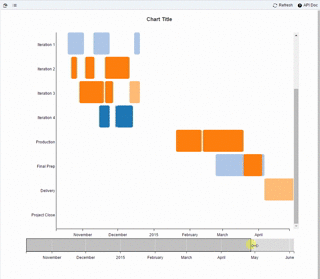 Refresh
API Doc
Chart Title
Iteration 1
Iteration 2
Iteration 3
Iteration 4
Production
Final Prep
Delivery
Project Close
November December 2015 February March April
November December 2015 February March May June